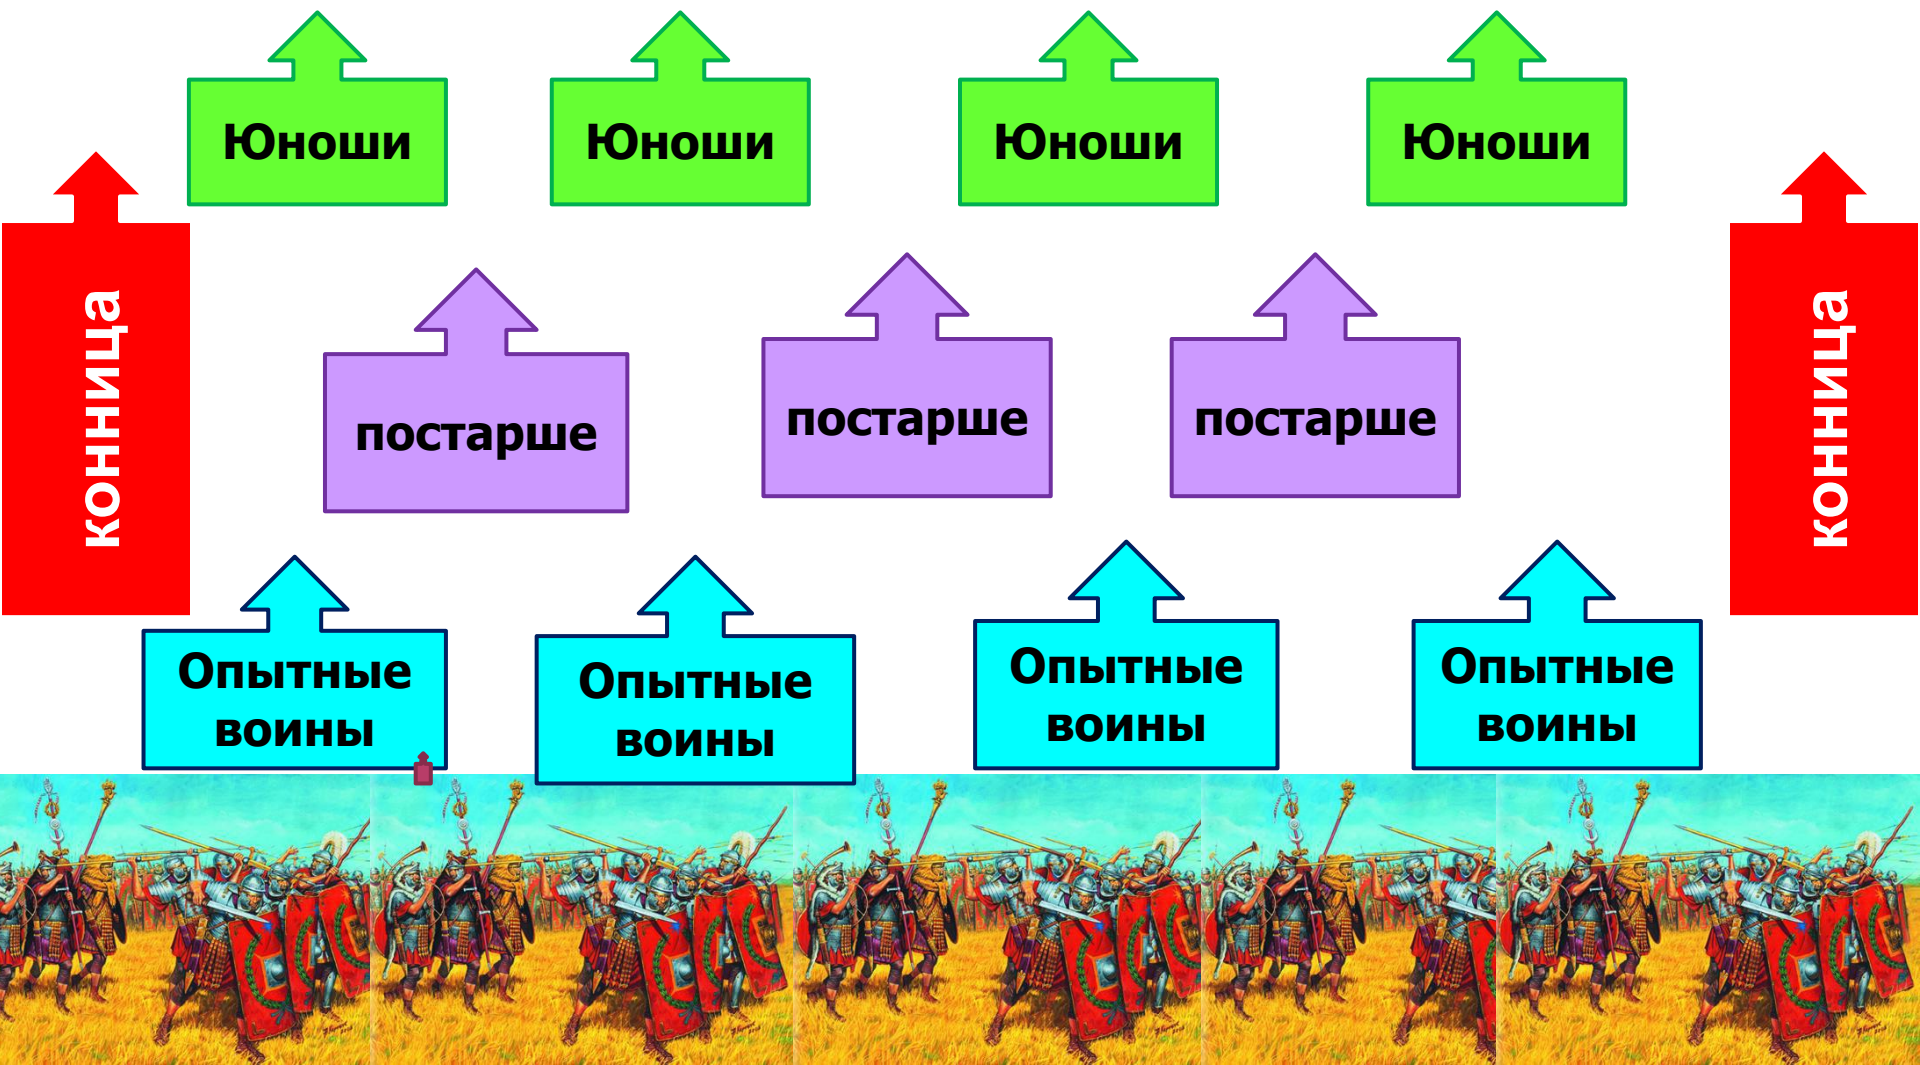 Юноши
Юноши
Юноши
Юноши
конница
постарше
постарше
постарше
конница
Опытные
воины
Опытные
воины
Опытные
воины
Опытные
воины